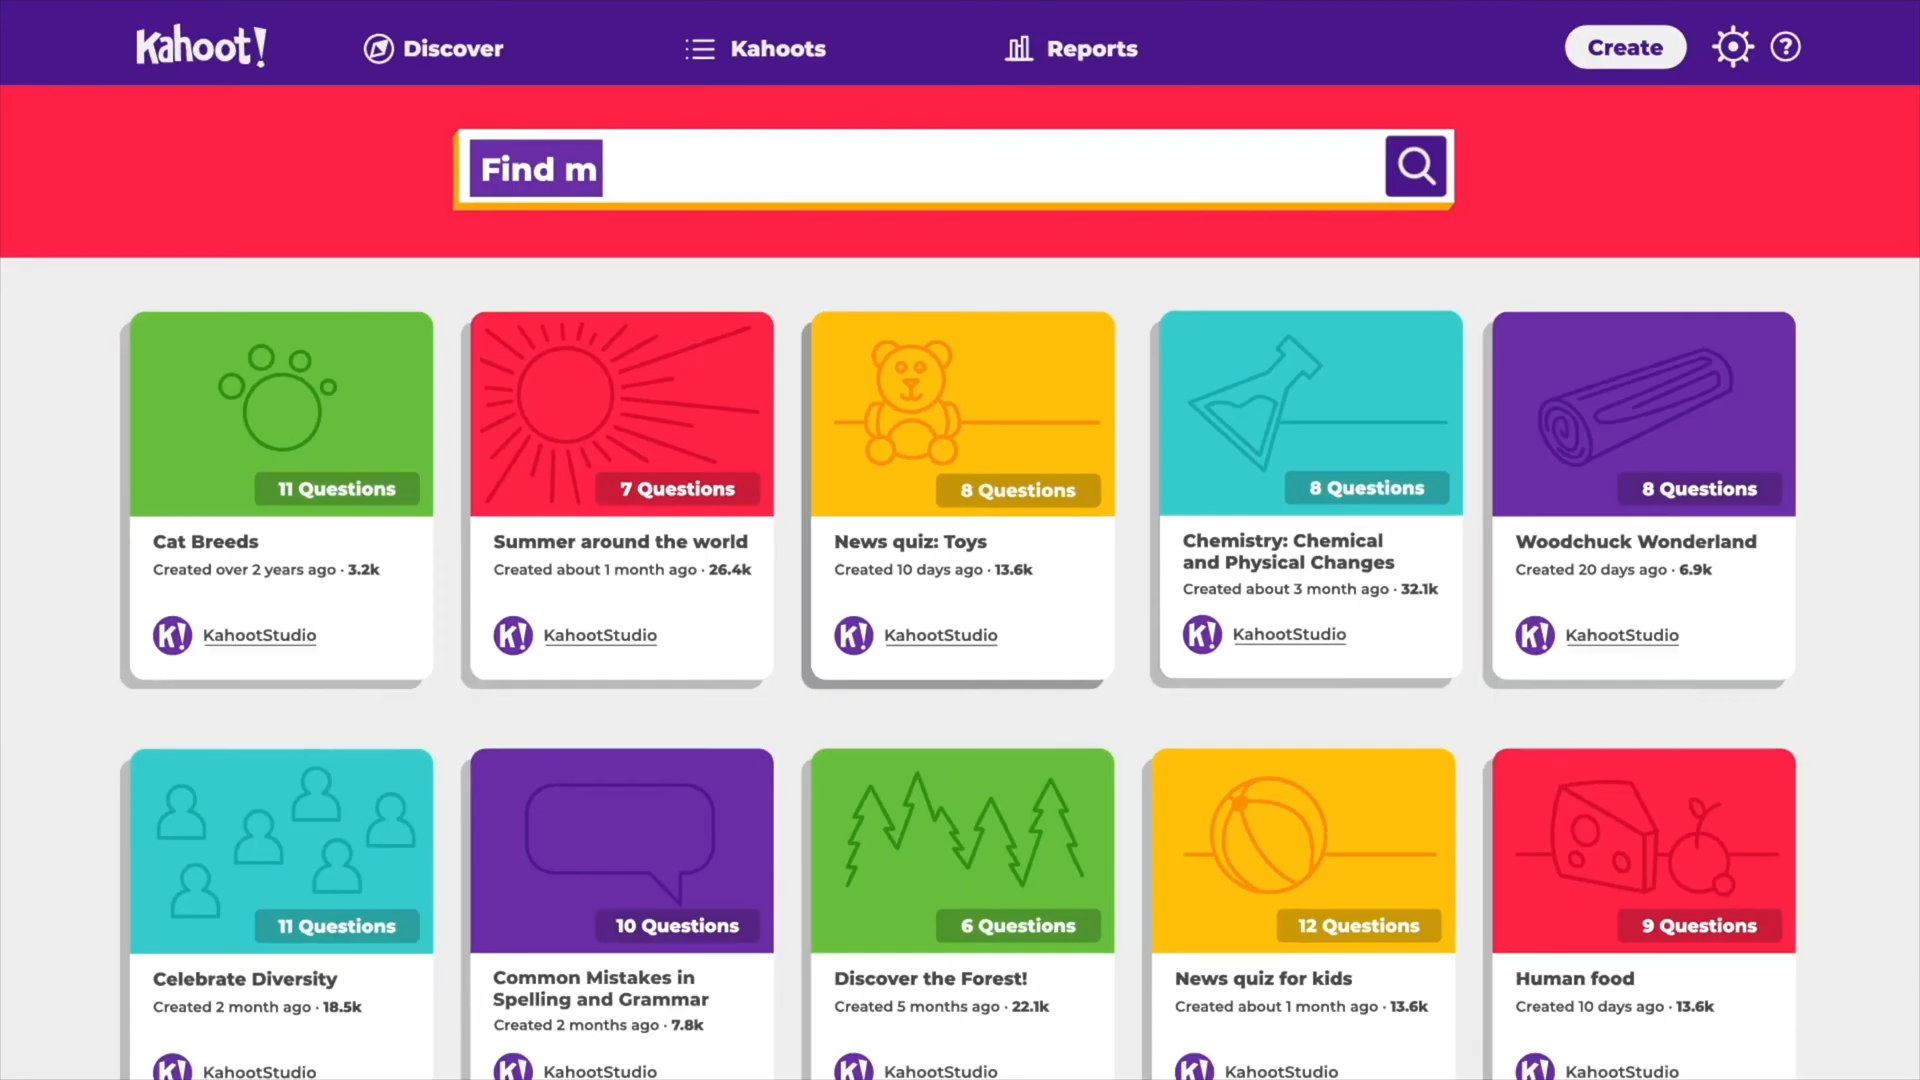 Kahoot!
Discover
Kahoots
Reports
Create
?
Find m
11 Questions
7 Questions
8 Questions
8 Questions
8 Questions
Cat Breeds
Created over 2 years ago · 3.2k
K! KahootStudio
Summer around the world
Created about 1 month ago · 26.4k
K! KahootStudio
News quiz: Toys
Created 10 days ago · 13.6k
K! KahootStudio
Chemistry: Chemical
and Physical Changes
Created about 3 month ago · 32.1k
K! KahootStudio
Woodchuck Wonderland
Created 20 days ago · 6.9k
K! KahootStudio
11 Questions
10 Questions
6 Questions
12 Questions
9 Questions
Celebrate Diversity
Created 2 month ago · 18.5k
K! KahootStudio
Common Mistakes in
Spelling and Grammar
Created 2 months ago · 7.8k
K! KahootStudio
Discover the Forest!
Created 5 months ago · 22.1k
K! KahootStudio
News quiz for kids
Created about 1 month ago · 13.6k
K! KahootStudio
Human food
Created 10 days ago · 13.6k
K! KahootStudio